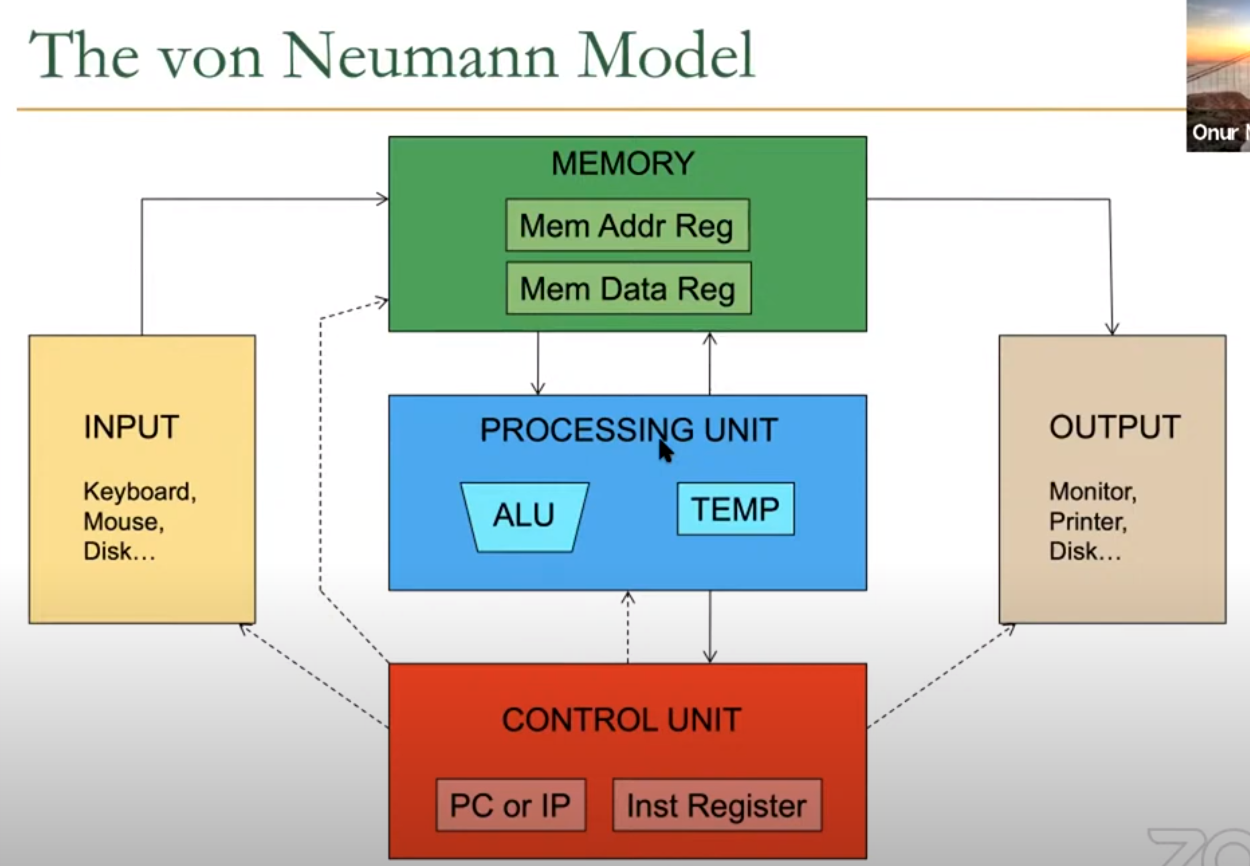 The von Neumann Model
Onur
MEMORY
Mem Addr Reg
Mem Data Reg
INPUT
Keyboard,
Mouse,
Disk...
PROCESSING UNIT
ALU
TEMP
OUTPUT
Monitor,
Printer,
Disk...
CONTROL UNIT
PC or IP
Inst Register